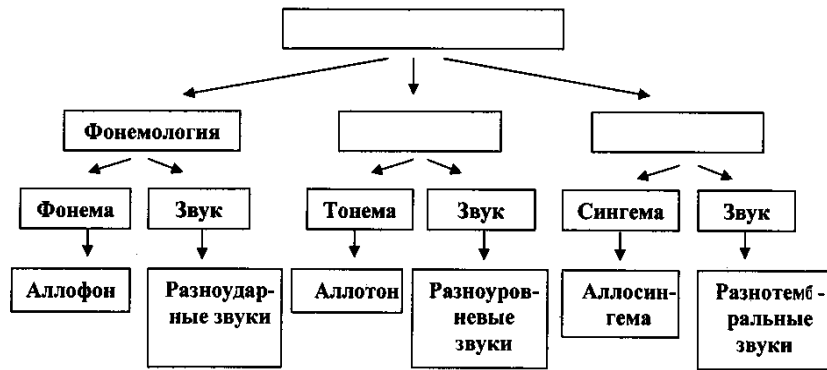 Фонемология
Фонема
Звук
Тонема
Звук
Сингема
Звук
Аллофон
Разноудар-
ные звуки
Аллотон
Разноуров-
невые
звуки
Аллосин-
гема
Разнотемб-
ральные
звуки